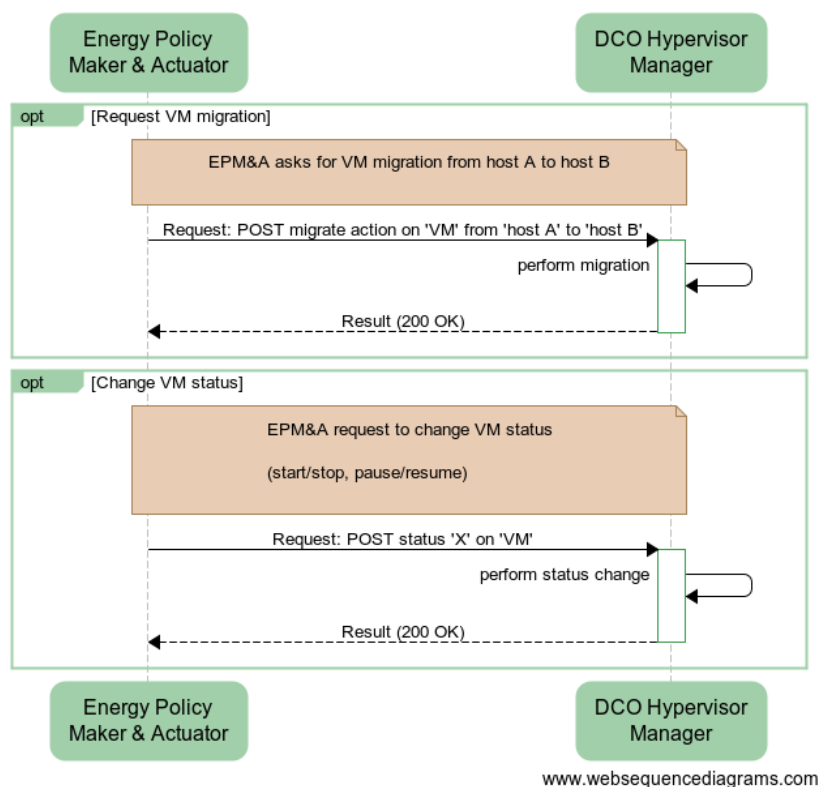 Energy Policy
Maker & Actuator
DCO Hypervisor
Manager
opt
[Request VM migration]
EPM&A asks for VM migration from host A to host B
Request: POST migrate action on 'VM' from 'host A' to 'host B'
perform migration
Result (200 OK)
opt
[Change VM status]
EPM&A request to change VM status
(start/stop, pause/resume)
Request: POST status 'X' on 'VM'
perform status change
Result (200 OK)
Energy Policy
Maker & Actuator
DCO Hypervisor
Manager
www.websequencediagrams.com